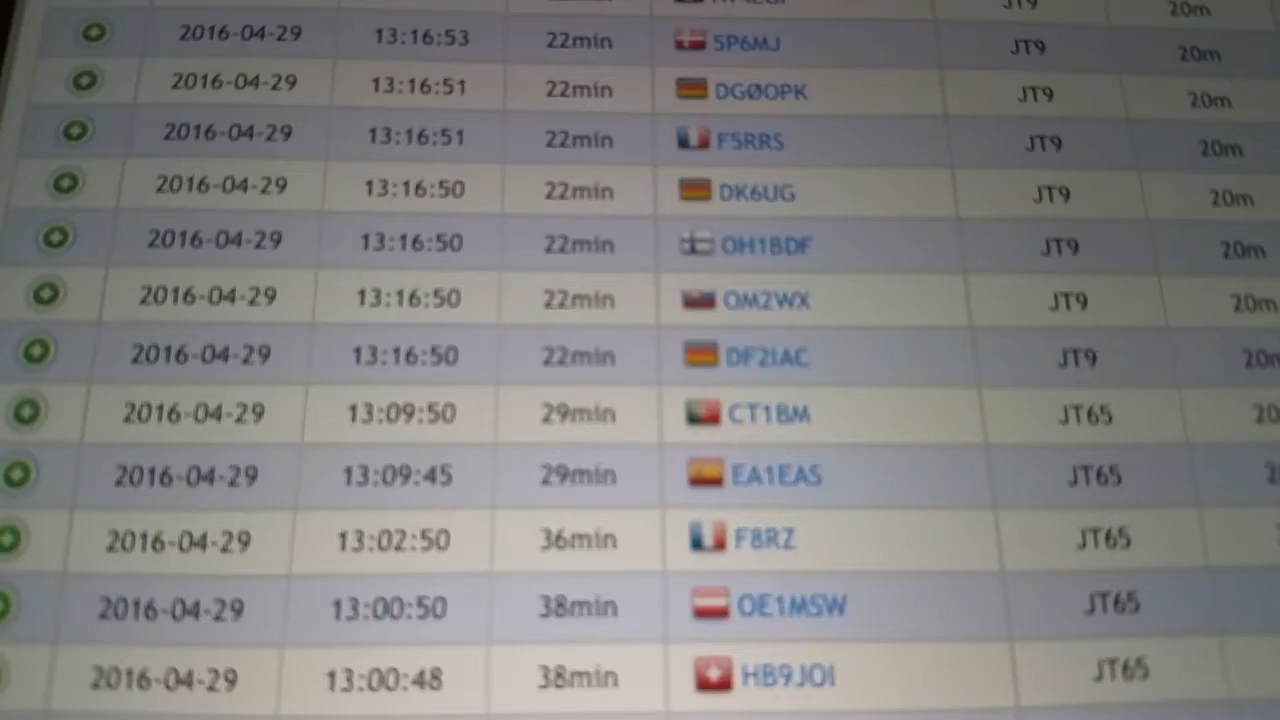 JT9 20m
2016-04-29 13:16:53 22min 5P6MJ JT9 20m
2016-04-29 13:16:51 22min DGØOPK JT9 20m
2016-04-29 13:16:51 22min F5RRS JT9 20m
2016-04-29 13:16:50 22min DK6UG JT9 20m
2016-04-29 13:16:50 22min OH1BDF JT9 20m
2016-04-29 13:16:50 22min OM2WX JT9 20m
2016-04-29 13:16:50 22min DF2IAC JT9 20m
2016-04-29 13:09:50 29min CT1BM JT65 20
2016-04-29 13:09:45 29min EA1EAS JT65
2016-04-29 13:02:50 36min F8RZ JT65
2016-04-29 13:00:50 38min OE1MSW JT65
2016-04-29 13:00:48 38min HB9JOI JT65